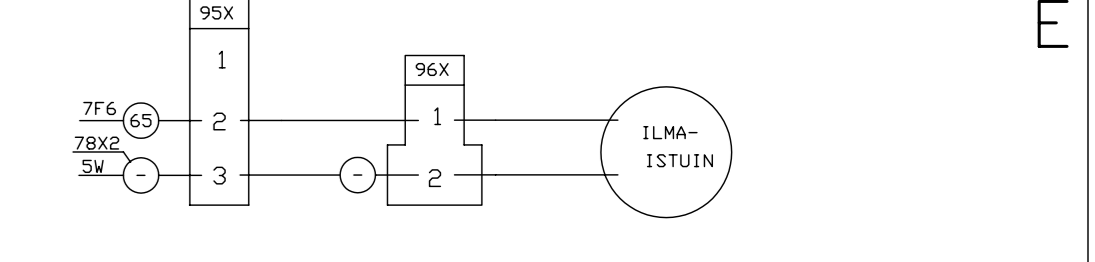 95X
E
1
96X
7F6 65 2 1
ILMA-
ISTUIN
78X2
5W - 3 - 2